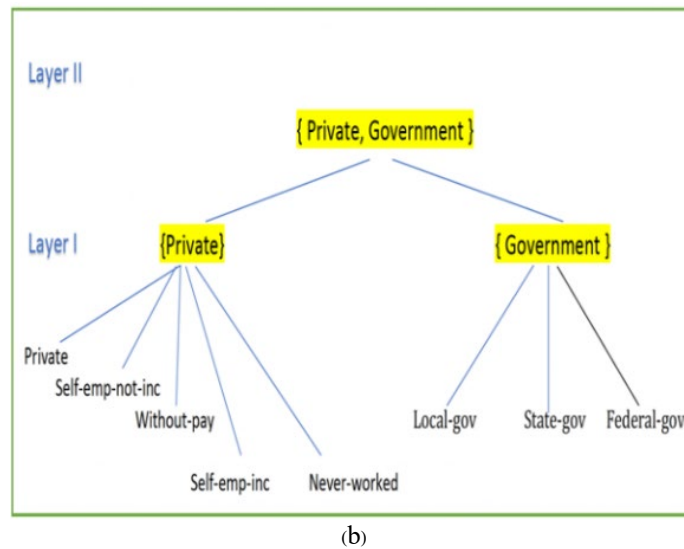 Layer II
{ Private, Government }
Layer I
{Private}
{ Government }
Private
Self-emp-not-inc
Without-pay
Local-gov
State-gov
Federal-gov
Self-emp-inc
Never-worked
(b)